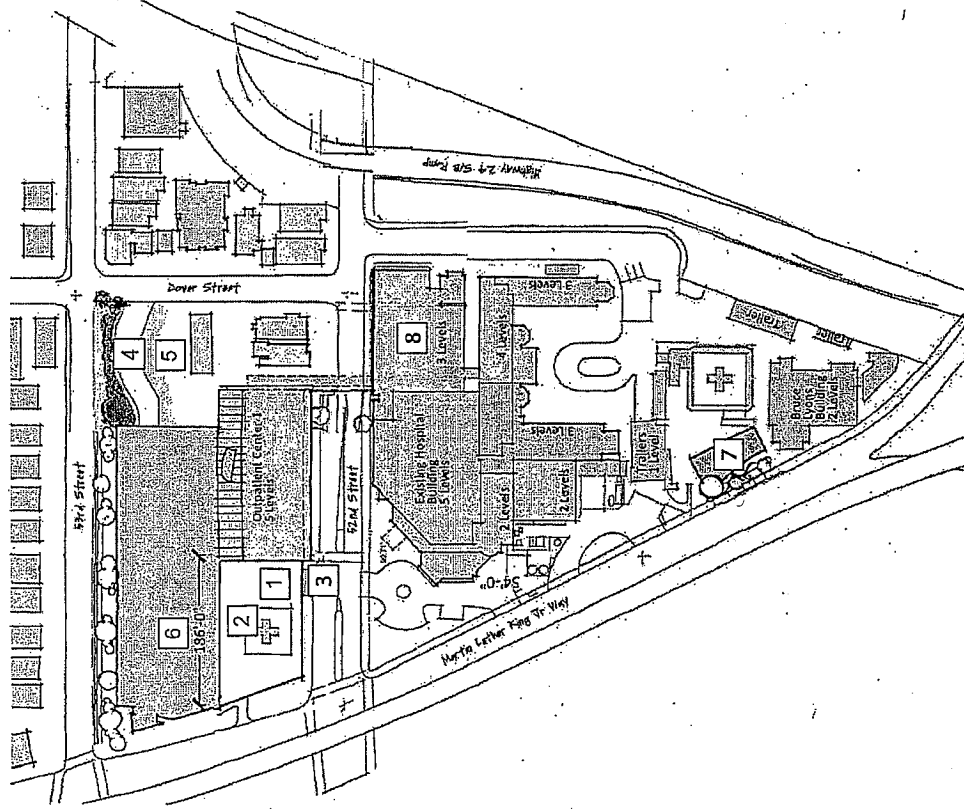 53rd Street
4
5
6
186'-0"
2
1
3
Outpatient Center 1
5 Levels
Dover Street
52nd Street
8
3 Levels
Existing Hospital
Building
5 Levels
4 Levels
3 Levels
3 Levels
2 Levels
2 Levels
54'-0"
Trailers
1 Level
7
Bruce
Lyons
Building
2 Levels
Trailer
Highway 24 S/B Ramp
Martin Luther King Jr Way